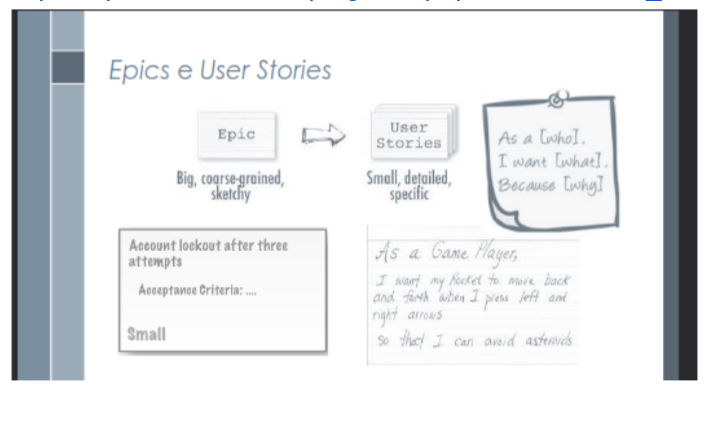 Epics e User Stories
Epic
User
Stories
Big, coarse-grained,
sketchy
Small, detailed,
specific
As a [who],
I want [what],
Because [why]
Account lockout after three
attempts
Acceptance Criteria: ....
Small
As a Game Player,
I want my Rocket to move back
and forth when I press left and
right arrows
so that I can avoid asteroids